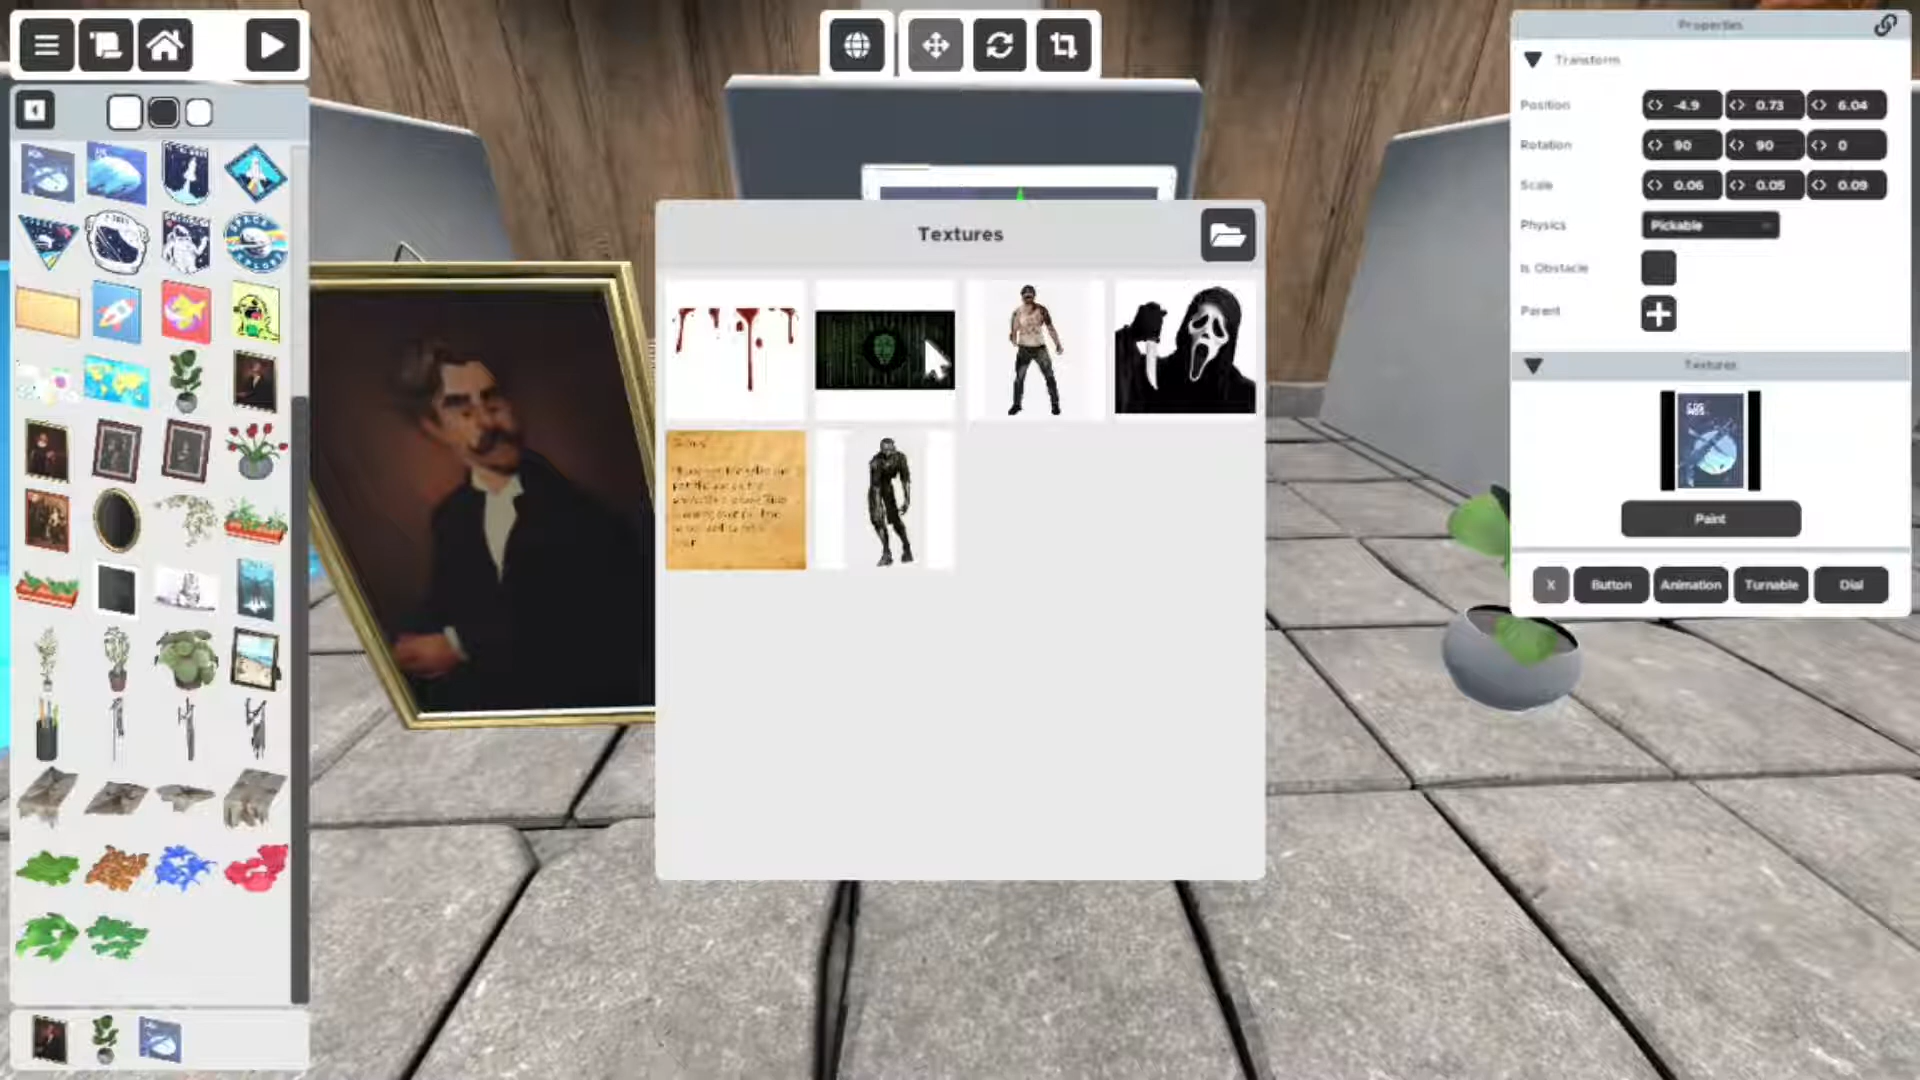 Properties
Transform
Position
-4.9
0.73
6.04
Rotation
90
90
0
Scale
0.06
0.05
0.09
Physics
Pickable
Is Obstacle
Parent
Textures
Textures
Paint
X
Button
Animation
Turnable
Dial